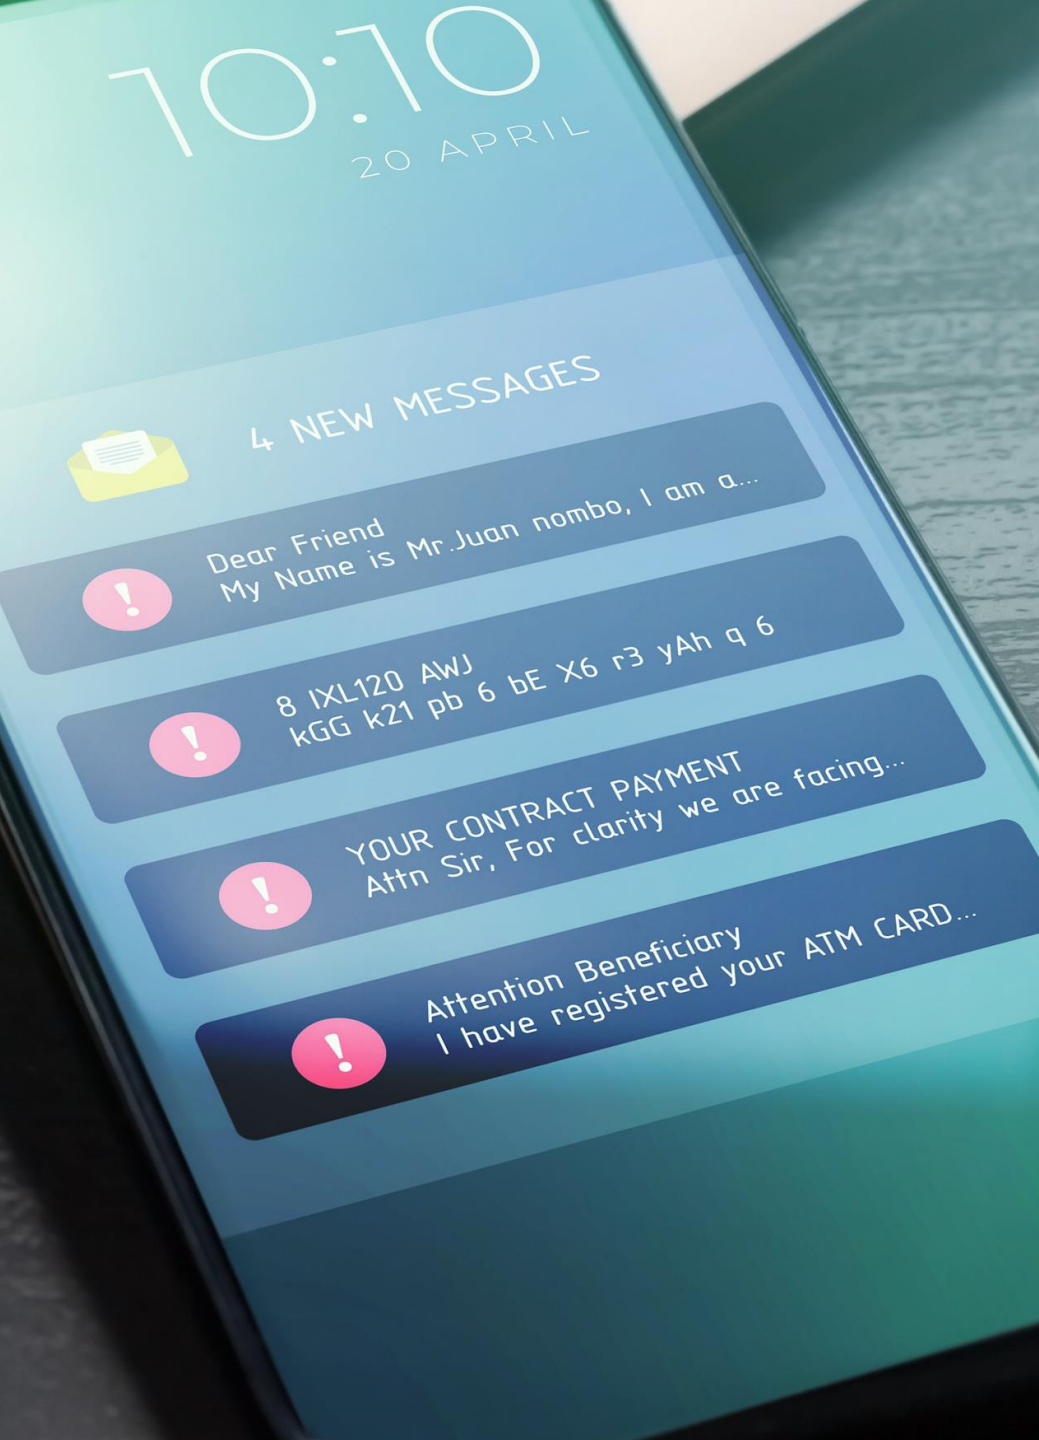 10:10
20 APRIL
4 NEW MESSAGES
Dear Friend
My Name is Mr.Juan nombo, I am a...
8 IXL120 AWJ
kGG k21 pb 6 bE X6 r3 yAh q 6
YOUR CONTRACT PAYMENT
Attn Sir, For clarity we are facing...
Attention Beneficiary
I have registered your ATM CARD...